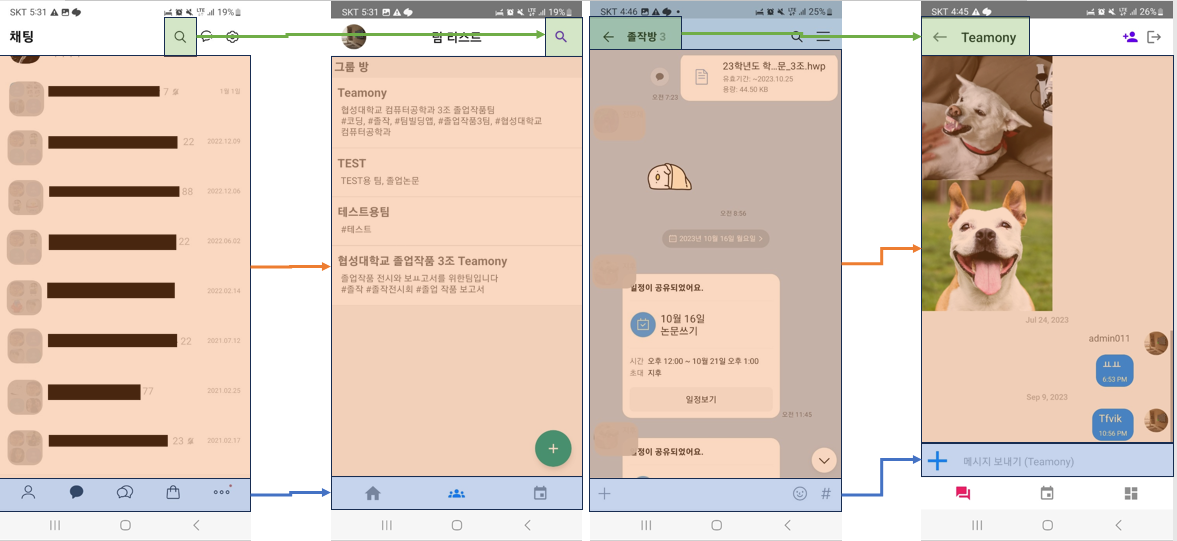 SKT 5:31
LTE
19%
채팅
7 월
1월 1일
22
2022.12.09
88
2022.12.06
22
2022.06.02
2022.02.14
22
2021.07.12
77
2021.02.25
23 월
2021.02.17
SKT 5:31
LTE
19%
팀 리스트
그룹 방
Teamony
협성대학교 컴퓨터공학과 3조 졸업작품팀
#코딩, #졸작, #팀빌딩앱, #졸업작품3팀, #협성대학교
컴퓨터공학과
TEST
TEST용 팀, 졸업논문
테스트용팀
#테스트
협성대학교 졸업작품 3조 Teamony
졸업작품 전시와 보ㅛ고서를 위한팀입니다
#졸작 #졸작전시회 #졸업 작품 보고서
+
SKT 4:46
LTE
25%
졸작방 3
23학년도 학...문_3조.hwp
유효기간: ~2023.10.25
용량: 44.50 KB
오전 7:23
오전 8:56
2023년 10월 16일 월요일 >
일정이 공유되었어요.
10월 16일
논문쓰기
시간 오후 12:00 ~ 10월 21일 오후 1:00
초대 지후
일정보기
오전 11:45
일정이 공유되었어요.
+
#
SKT 4:45
LTE
26%
Teamony
Jul 24, 2023
admin011
ㅛㅛ
6:53 PM
Sep 9, 2023
Tfvik
10:56 PM
메시지 보내기 (Teamony)